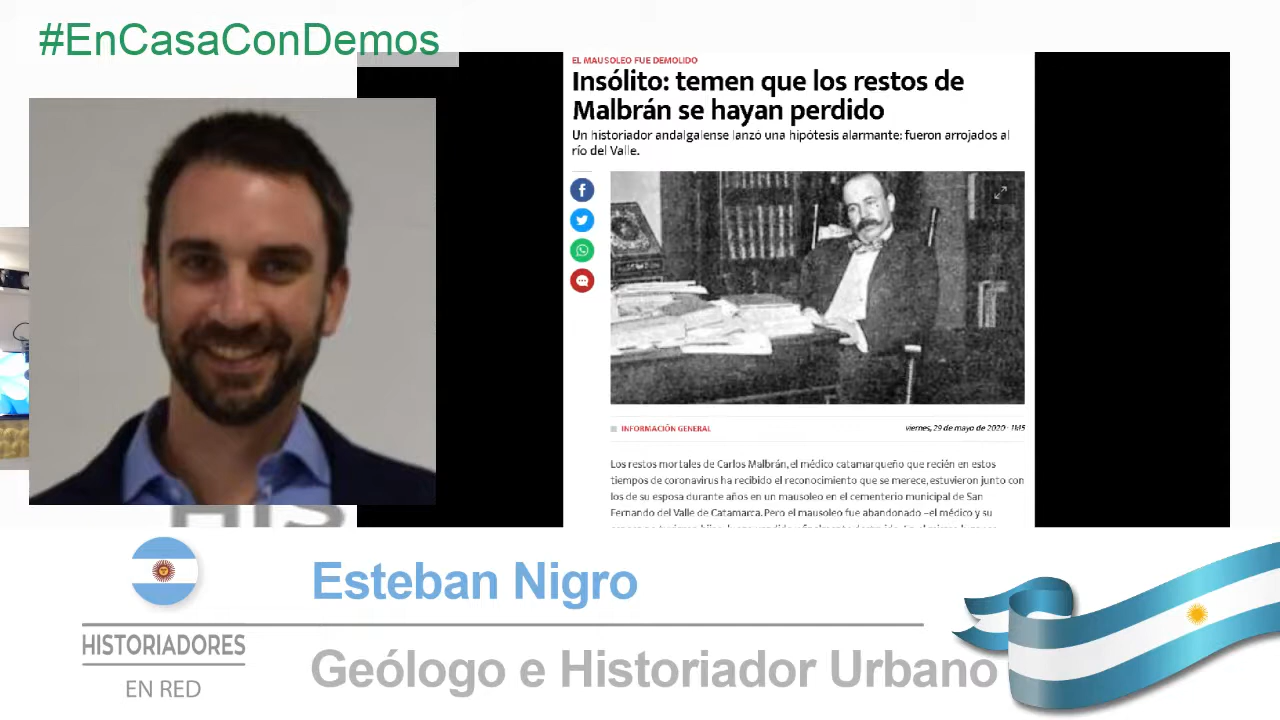 #EnCasaConDemos
EL MAUSOLEO FUE DEMOLIDO
Insólito: temen que los restos de
Malbrán se hayan perdido
Un historiador andalgalense lanzó una hipótesis alarmante: fueron arrojados al
río del Valle.
INFORMACIÓN GENERAL
viernes, 29 de mayo de 2020 · 11:15
Los restos mortales de Carlos Malbrán, el médico catamarqueño que recién en estos
tiempos de coronavirus ha recibido el reconocimiento que se merece, estuvieron junto con
los de su esposa durante años en un mausoleo en el cementerio municipal de San
Fernando del Valle de Catamarca. Pero el mausoleo fue abandonado –el médico y su
HIS
Esteban Nigro
HISTORIADORES
EN RED
Geólogo e Historiador Urbano